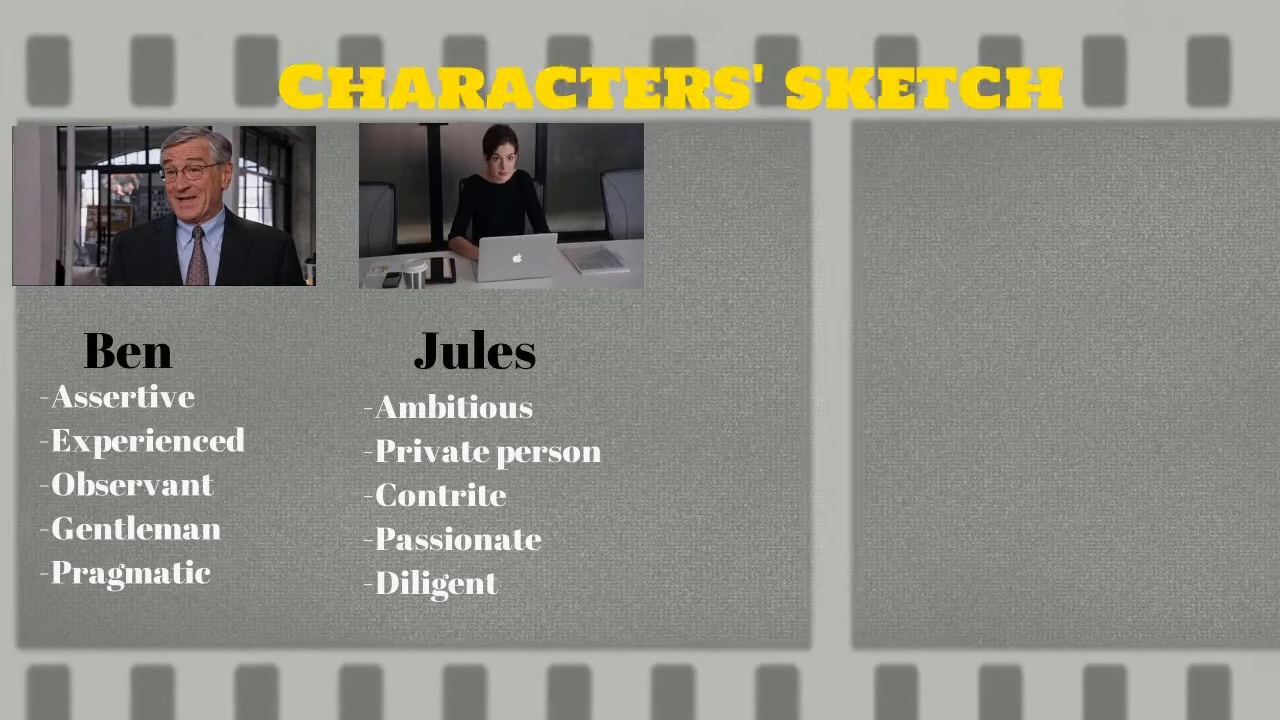 Characters' sketch
Ben
-Assertive
-Experienced
-Observant
-Gentleman
-Pragmatic
Jules
-Ambitious
-Private person
-Contrite
-Passionate
-Diligent